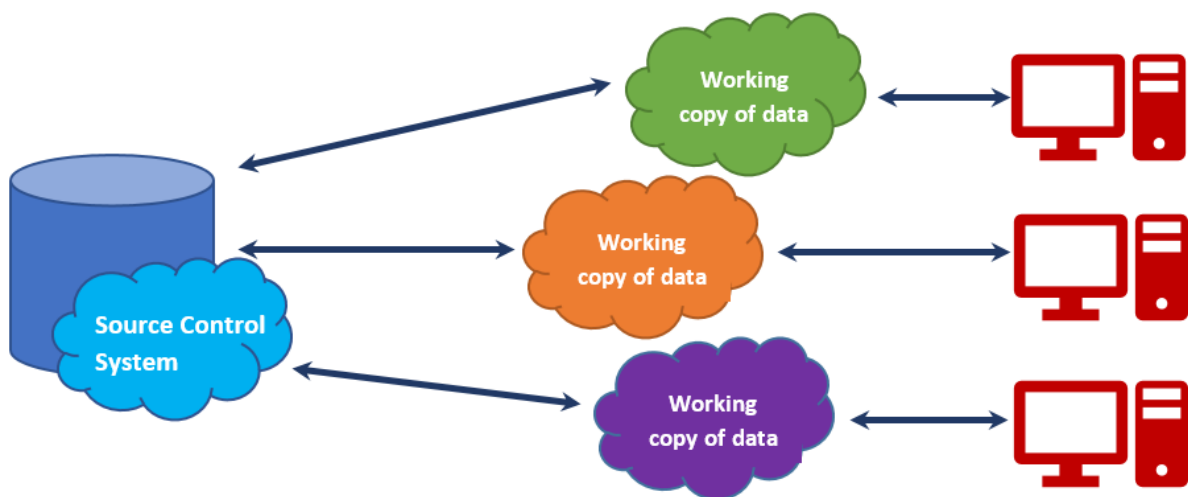 Working
copy of data
Working
copy of data
Source Control
System
Working
copy of data